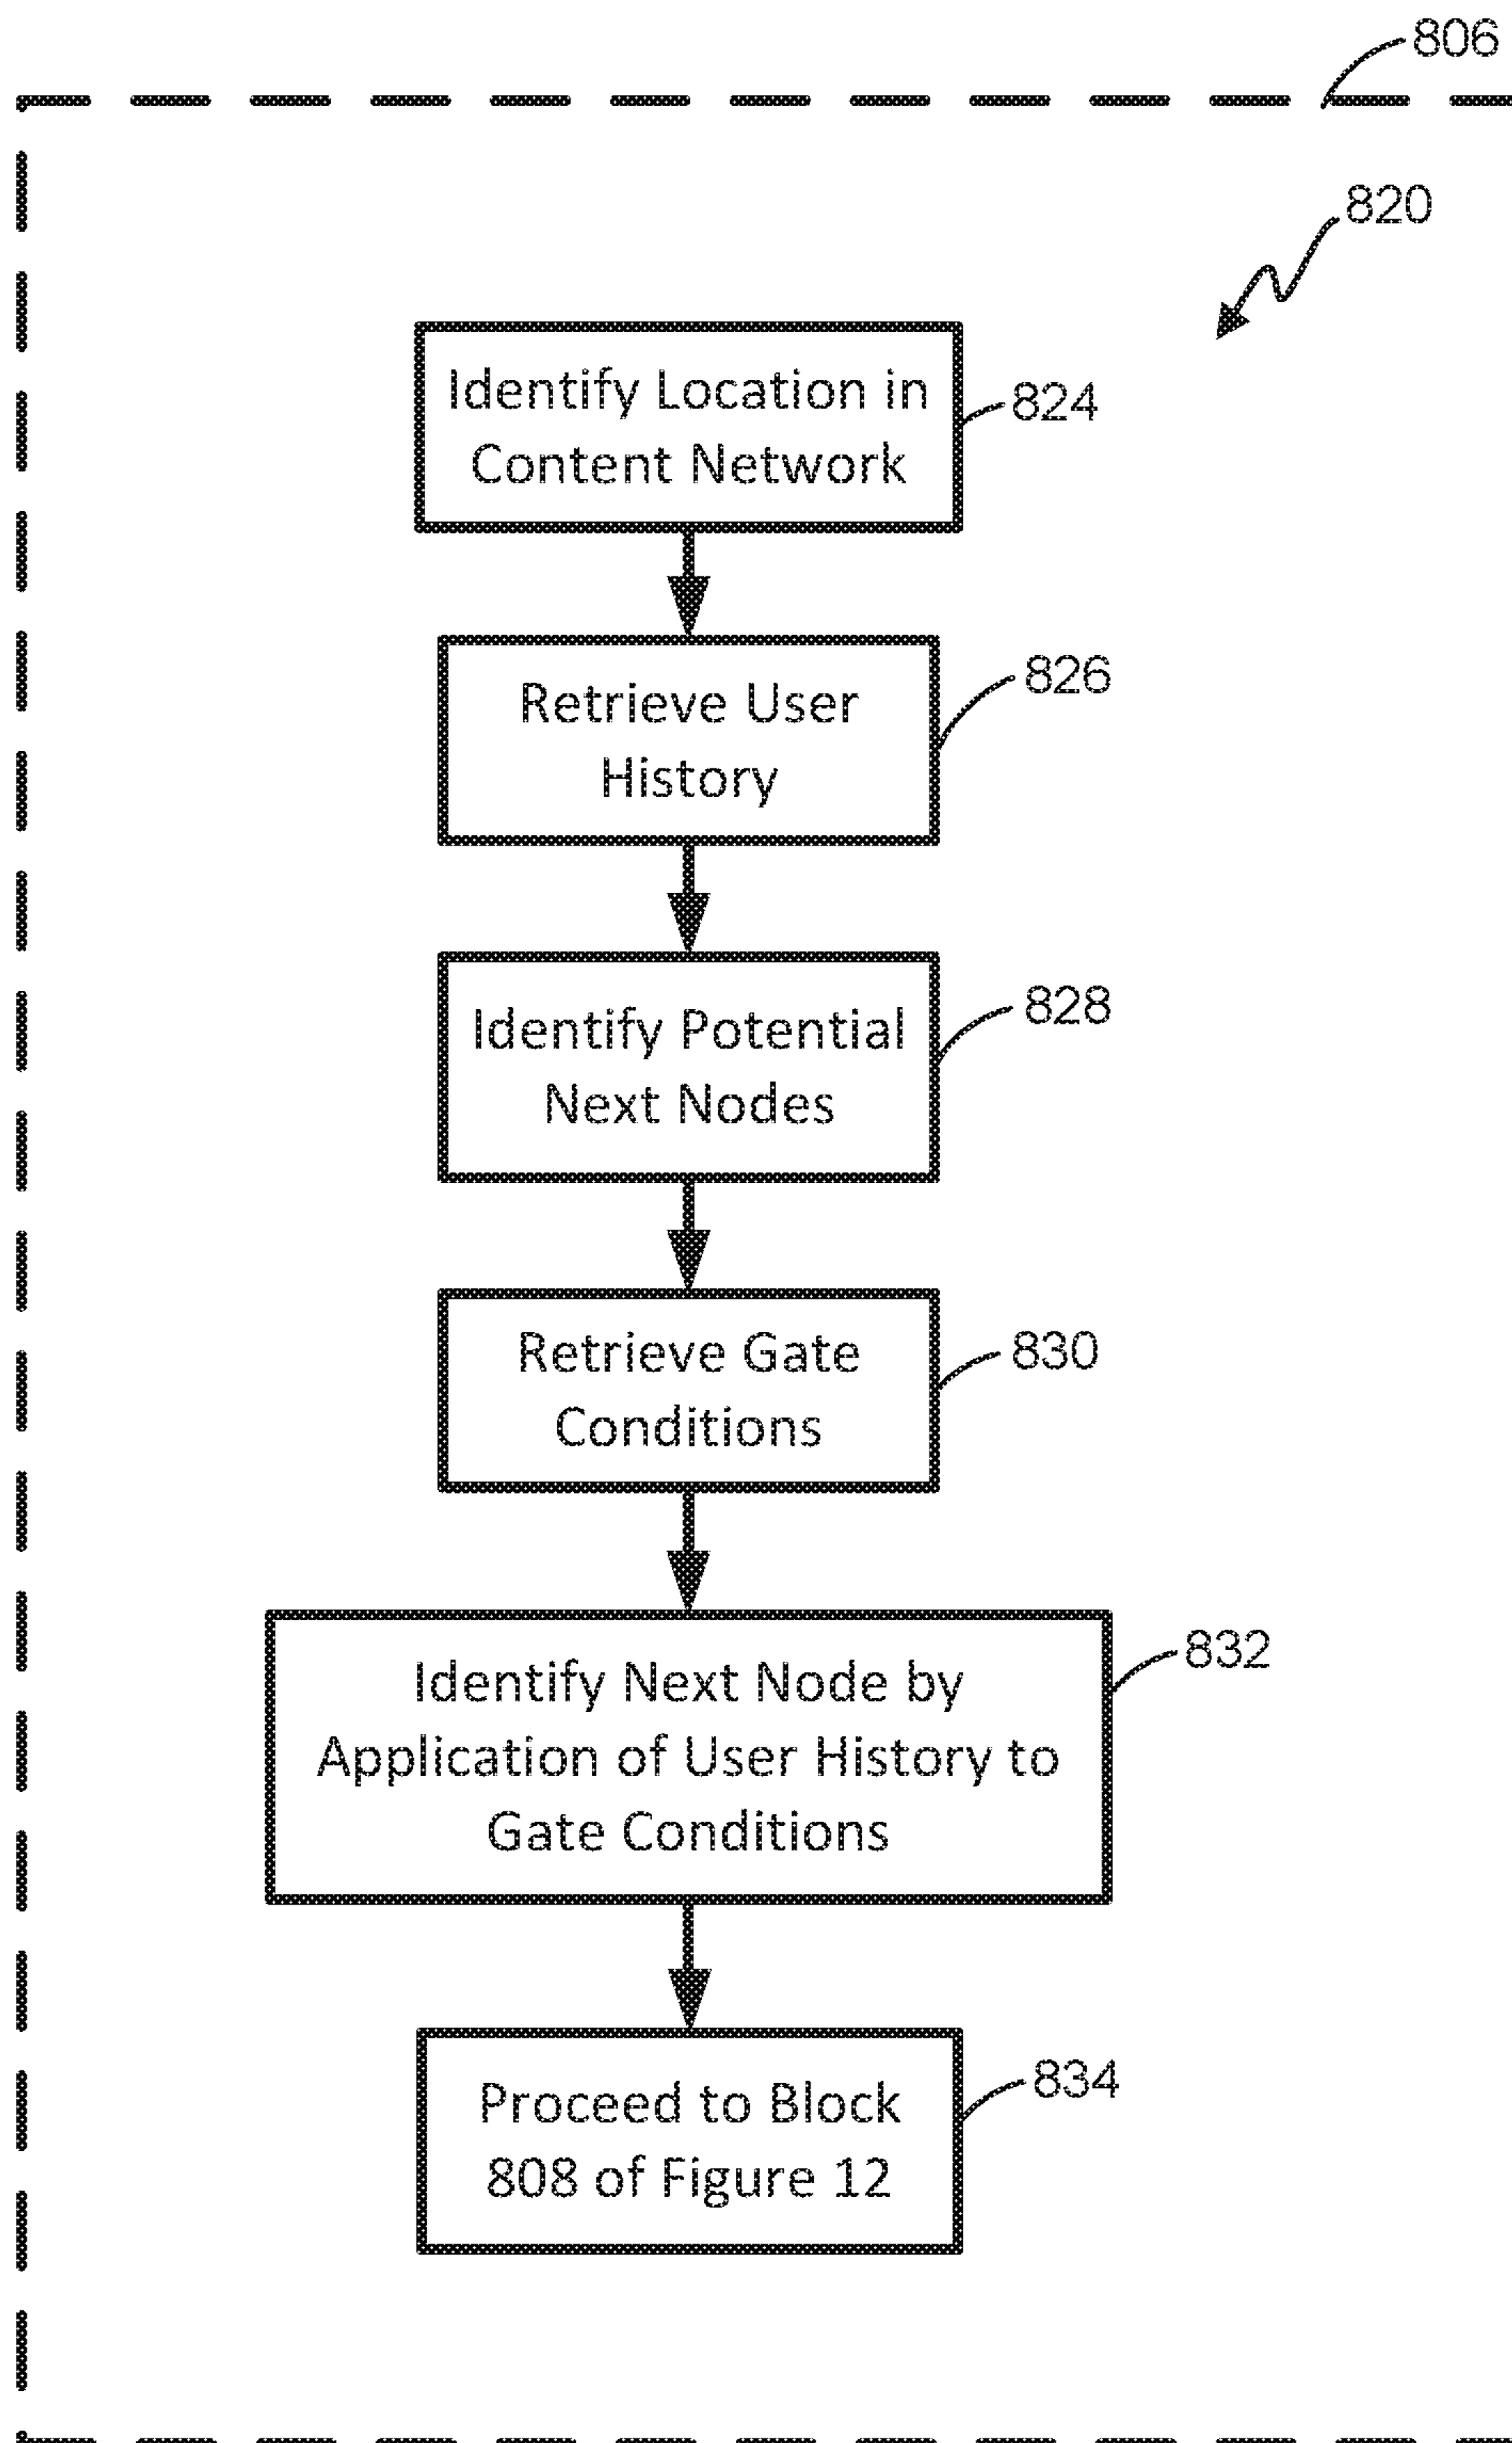 806
820
Identify Location in
Content Network
824
Retrieve User
History
826
Identify Potential
Next Nodes
828
Retrieve Gate
Conditions
830
Identify Next Node by
Application of User History to
Gate Conditions
832
Proceed to Block
808 of Figure 12
834